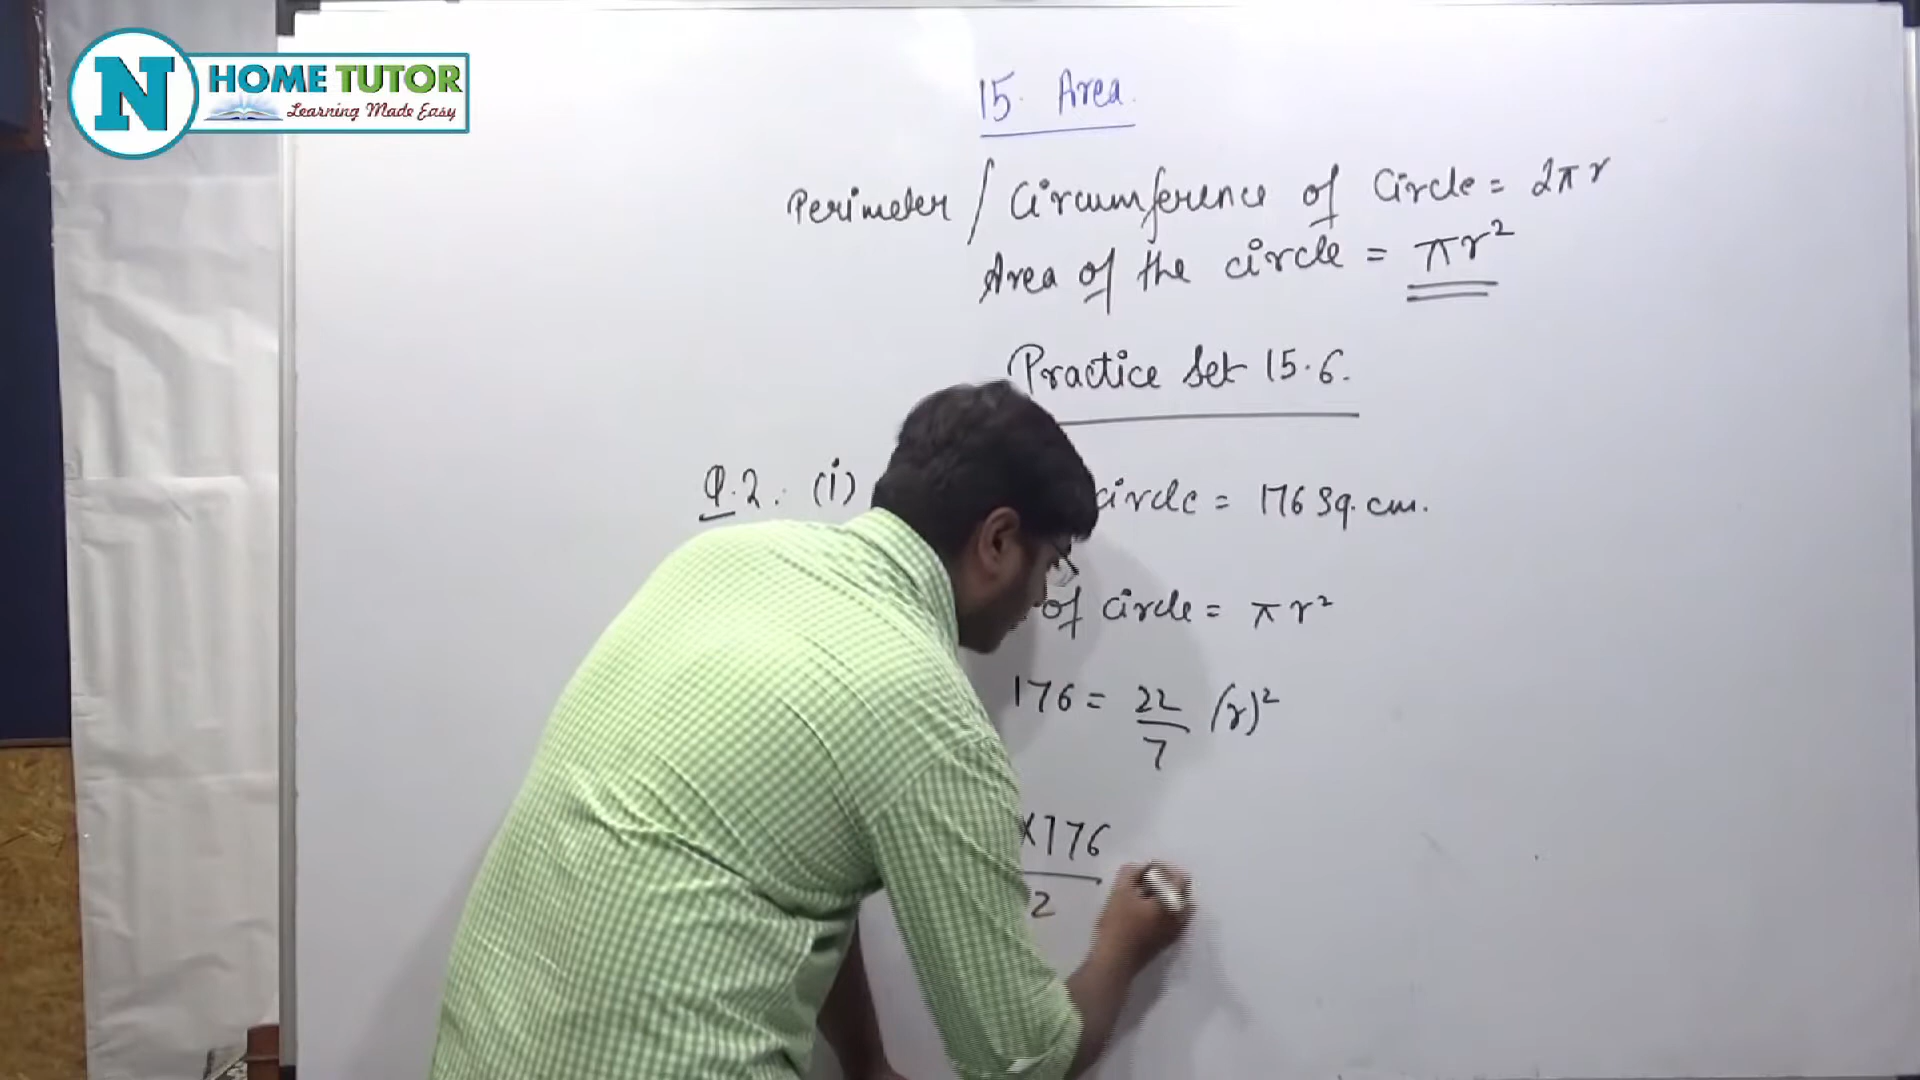 N HOME TUTOR
Learning Made Easy
15. Area.
Perimeter / Circumference of Circle = 2πr
Area of the circle = πr²
Practice Set 15.6.
Q.2. (i) circle = 176 sq. cm.
of circle = πr²
176 = 22/7 (r)²
×176
2